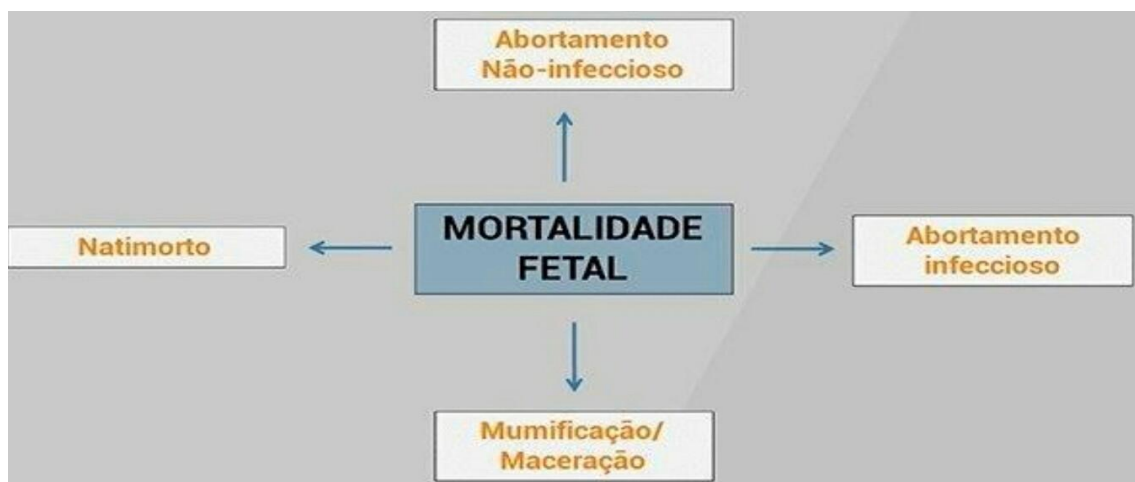 Abortamento
Não-infeccioso
Natimorto
MORTALIDADE
FETAL
Abortamento
infeccioso
Mumificação/
Maceração